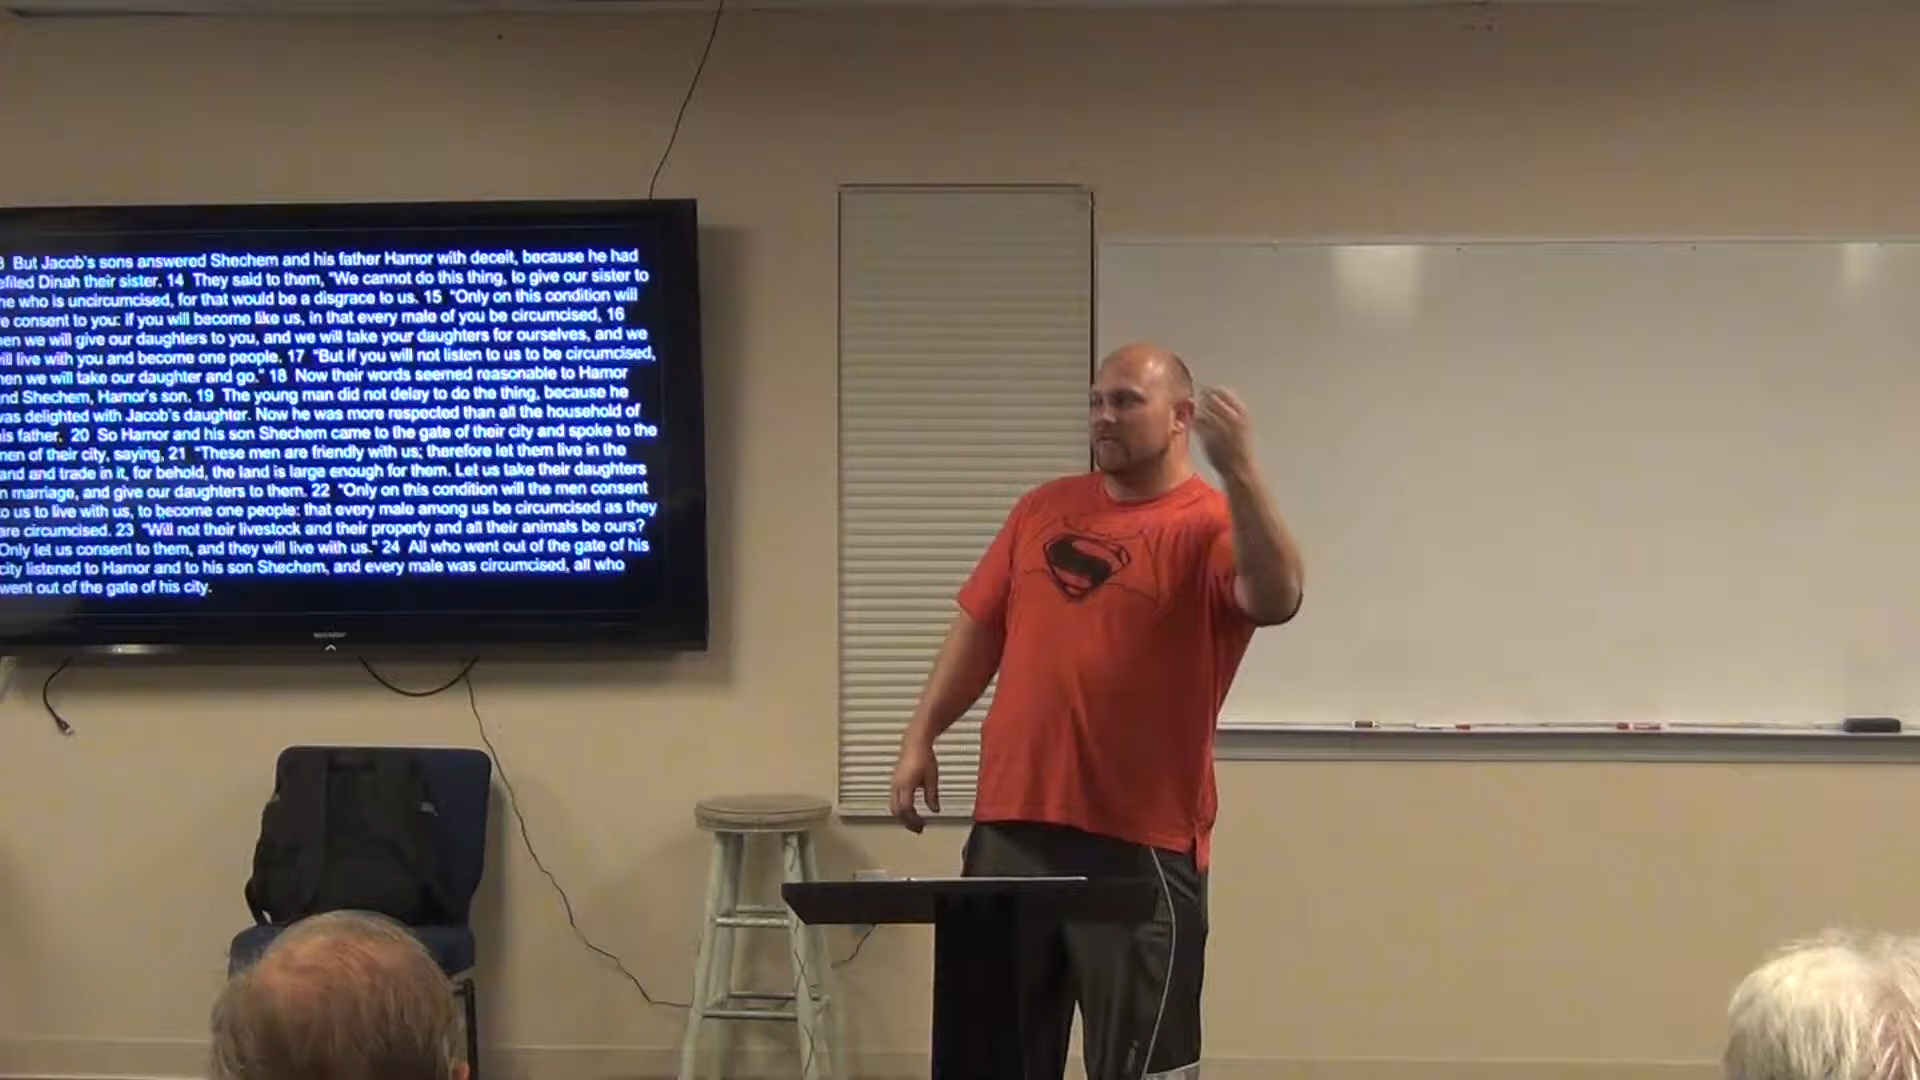 3 But Jacob's sons answered Shechem and his father Hamor with deceit, because he had
efiled Dinah their sister. 14 They said to them, "We cannot do this thing, to give our sister to
ne who is uncircumcised, for that would be a disgrace to us. 15 "Only on this condition will
e consent to you: if you will become like us, in that every male of you be circumcised, 16
hen we will give our daughters to you, and we will take your daughters for ourselves, and we
ill live with you and become one people. 17 "But if you will not listen to us to be circumcised,
hen we will take our daughter and go." 18 Now their words seemed reasonable to Hamor
nd Shechem, Hamor's son. 19 The young man did not delay to do the thing, because he
was delighted with Jacob's daughter. Now he was more respected than all the household of
is father. 20 So Hamor and his son Shechem came to the gate of their city and spoke to the
men of their city, saying, 21 "These men are friendly with us; therefore let them live in the
and and trade in it, for behold, the land is large enough for them. Let us take their daughters
n marriage, and give our daughters to them. 22 "Only on this condition will the men consent
o us to live with us, to become one people: that every male among us be circumcised as they
are circumcised. 23 "Will not their livestock and their property and all their animals be ours?
Only let us consent to them, and they will live with us." 24 All who went out of the gate of his
city listened to Hamor and to his son Shechem, and every male was circumcised, all who
went out of the gate of his city.
SHARP
S